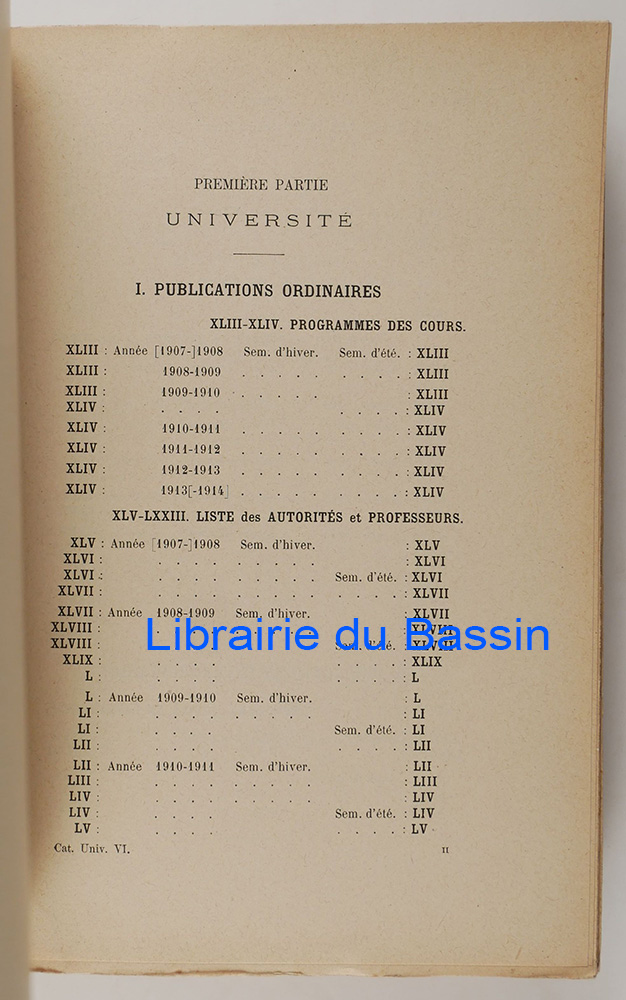 PREMIÈRE PARTIE
UNIVERSITÉ
I. PUBLICATIONS ORDINAIRES
XLIII-XLIV. PROGRAMMES DES COURS.
XLIII : Année [1907-]1908 Sem. d'hiver. Sem. d'été. : XLIII
XLIII : 1908-1909 . . . . . . . . . : XLIII
XLIII : 1909-1910 . . . . . : XLIII
XLIV : . . . . . . . . : XLIV
XLIV : 1910-1911 . . . . . . . . . : XLIV
XLIV : 1911-1912 . . . . . . . . . : XLIV
XLIV : 1912-1913 . . . . . . . . . : XLIV
XLIV : 1913[-1914] . . . . . . . . . : XLIV
XLV-LXXIII. LISTE des AUTORITÉS et PROFESSEURS.
XLV : Année [1907-]1908 Sem. d'hiver. : XLV
XLVI : . . . . . . . . . : XLVI
XLVI : . . . . . . . . . Sem. d'été. : XLVI
XLVII : . . . . . . . . . . . . . : XLVII
XLVII : Année 1908-1909 Sem. d'hiver. : XLVII
XLVIII : . . . . . . . . . : XLVIII
Librairie du Bassin
XLVIII : . . . . Sem. d'été. : XLVIII
XLIX : . . . . . . . . : XLIX
L : . . . . . . . . : L
L : Année 1909-1910 Sem. d'hiver. : L
LI : . . . . . . . . . : LI
LI : . . . . Sem. d'été. : LI
LII : . . . . . . . . : LII
LII : Année 1910-1911 Sem. d'hiver. : LII
LIII : . . . . . . . . . : LIII
LIV : . . . . . . . . . : LIV
LIV : . . . . Sem. d'été. : LIV
LV : . . . . . . . . : LV
Cat. Univ. VI. II